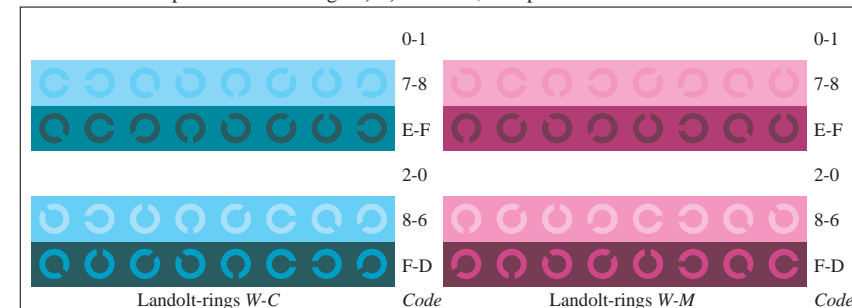 0-1 0-1
7-8 7-8
E-F E-F
2-0 2-0
8-6 8-6
F-D F-D
Landolt-rings W-C Code Landolt-rings W-M Code